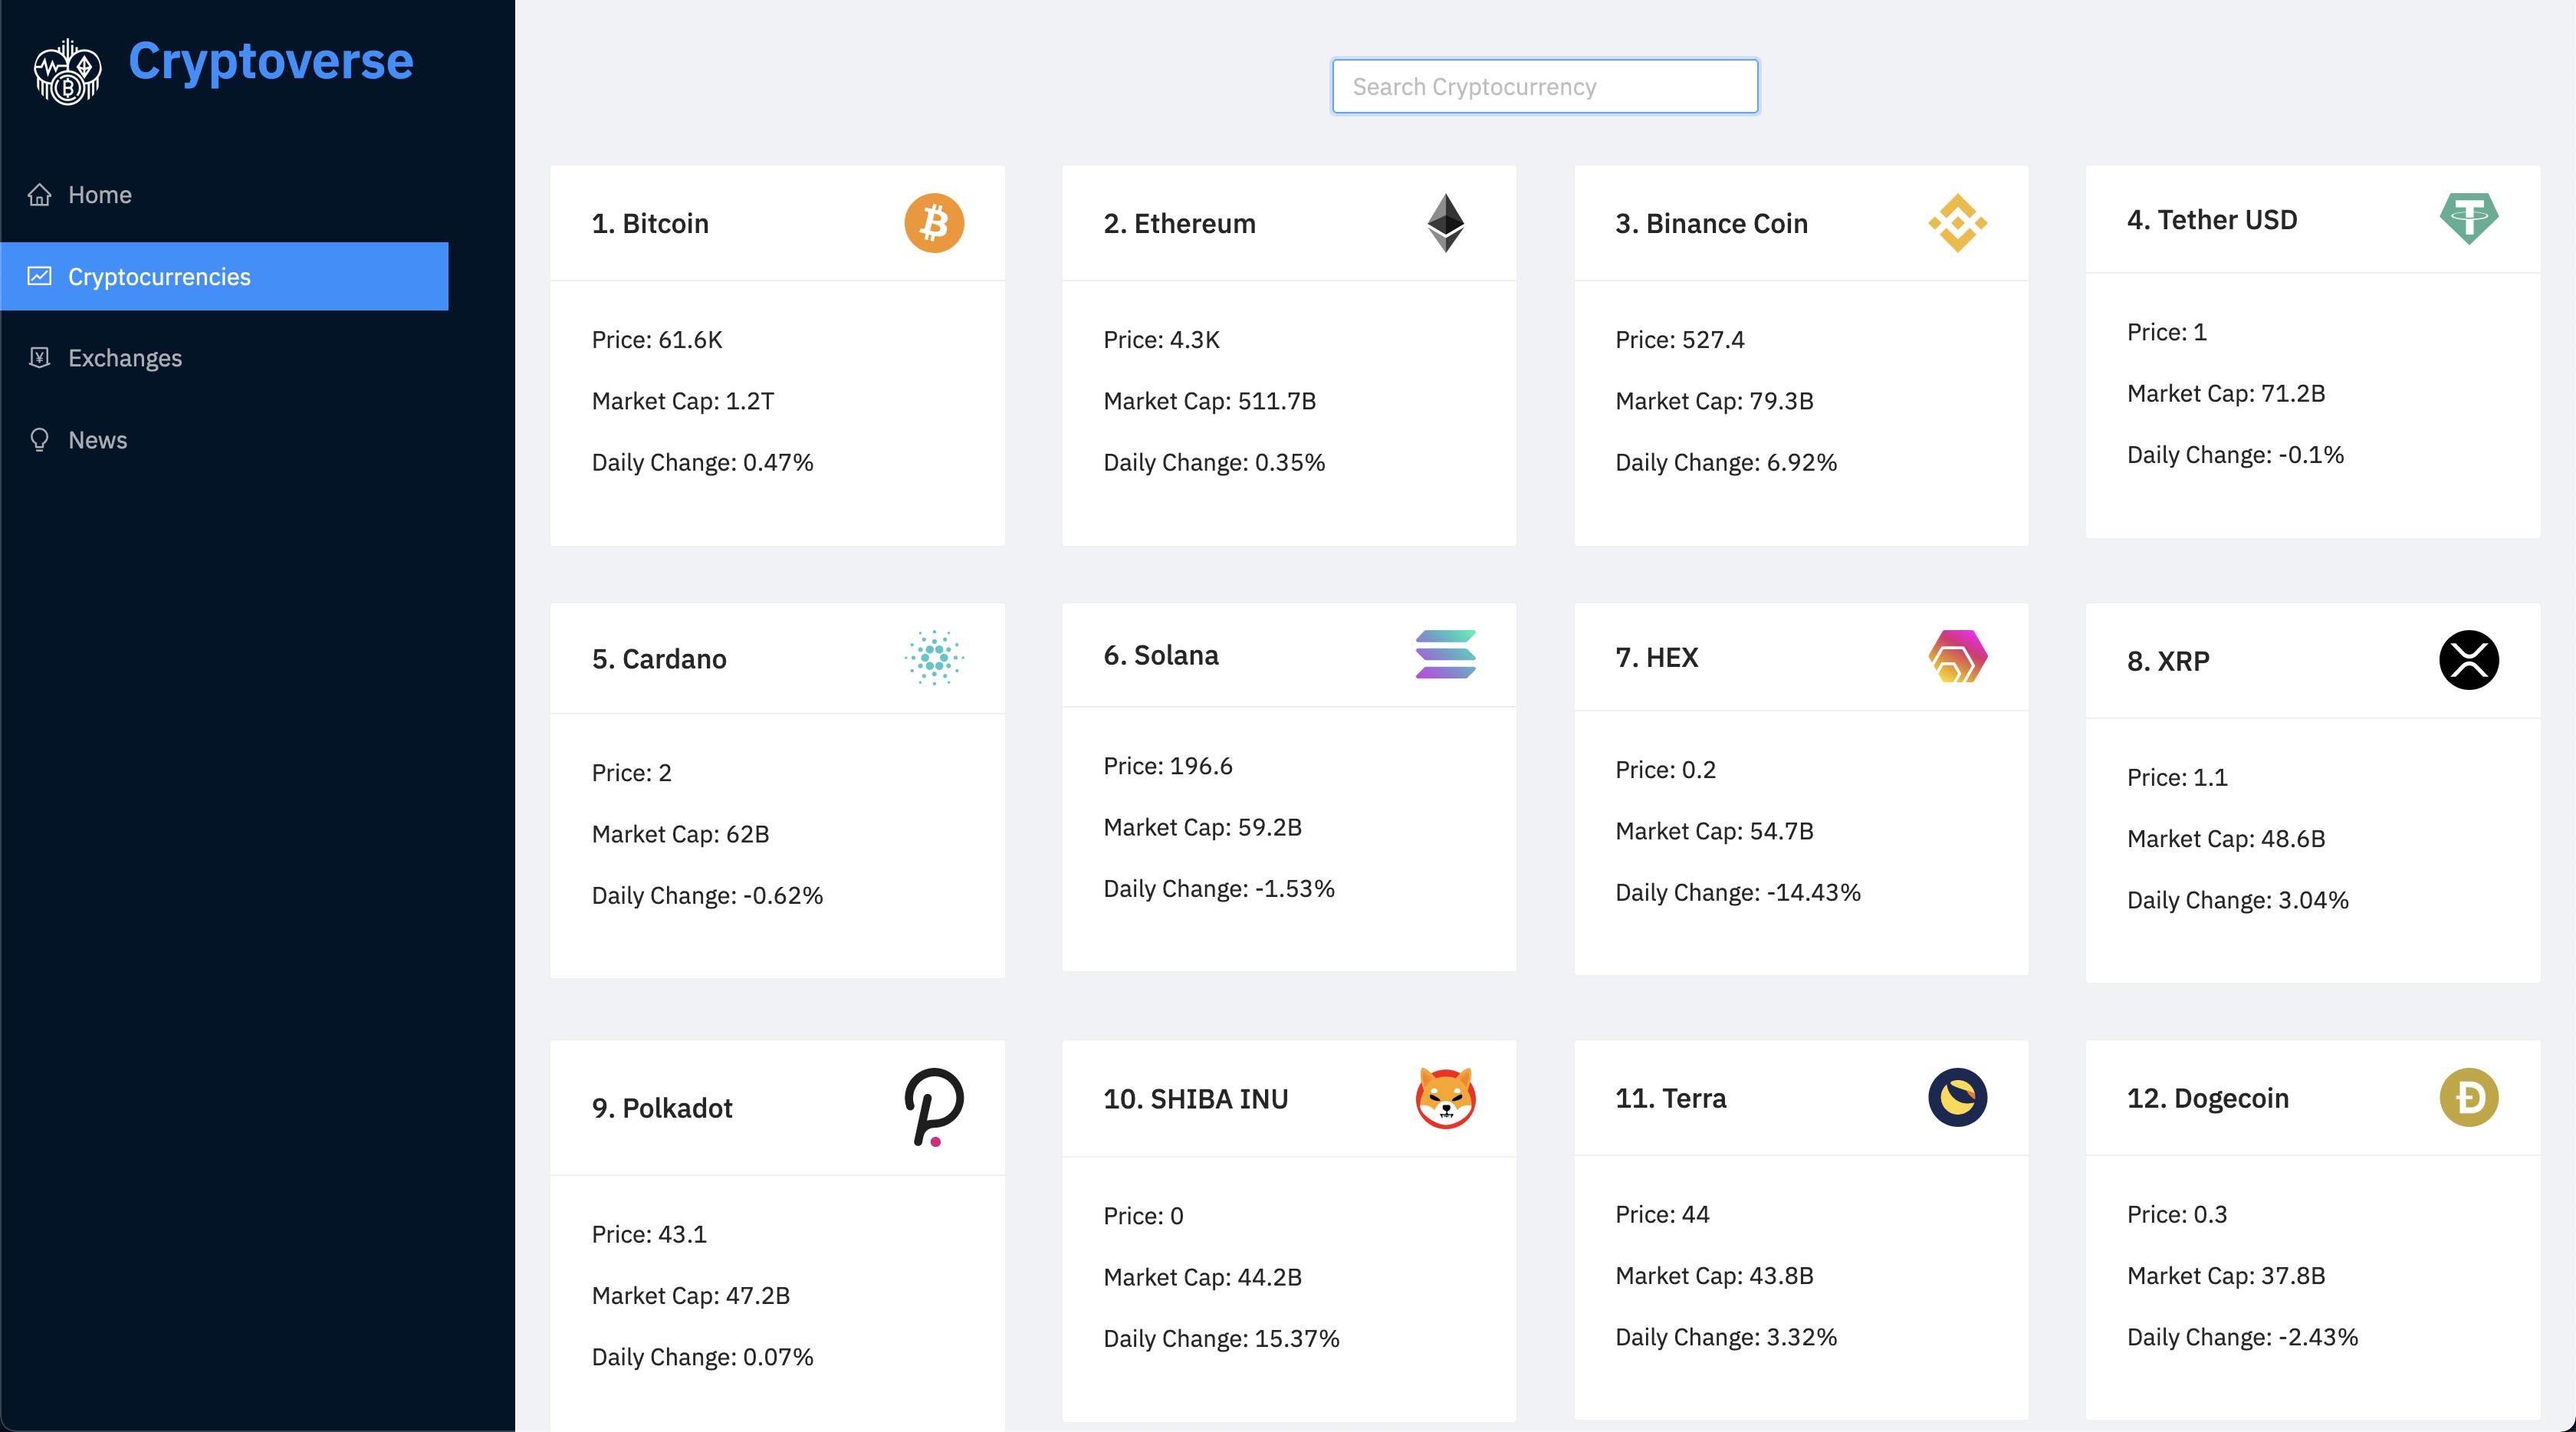 Cryptoverse
Home
Cryptocurrencies
Exchanges
News
Search Cryptocurrency
1. Bitcoin
Price: 61.6K
Market Cap: 1.2T
Daily Change: 0.47%
2. Ethereum
Price: 4.3K
Market Cap: 511.7B
Daily Change: 0.35%
3. Binance Coin
Price: 527.4
Market Cap: 79.3B
Daily Change: 6.92%
4. Tether USD
Price: 1
Market Cap: 71.2B
Daily Change: -0.1%
5. Cardano
Price: 2
Market Cap: 62B
Daily Change: -0.62%
6. Solana
Price: 196.6
Market Cap: 59.2B
Daily Change: -1.53%
7. HEX
Price: 0.2
Market Cap: 54.7B
Daily Change: -14.43%
8. XRP
Price: 1.1
Market Cap: 48.6B
Daily Change: 3.04%
9. Polkadot
Price: 43.1
Market Cap: 47.2B
Daily Change: 0.07%
10. SHIBA INU
Price: 0
Market Cap: 44.2B
Daily Change: 15.37%
11. Terra
Price: 44
Market Cap: 43.8B
Daily Change: 3.32%
12. Dogecoin
Price: 0.3
Market Cap: 37.8B
Daily Change: -2.43%